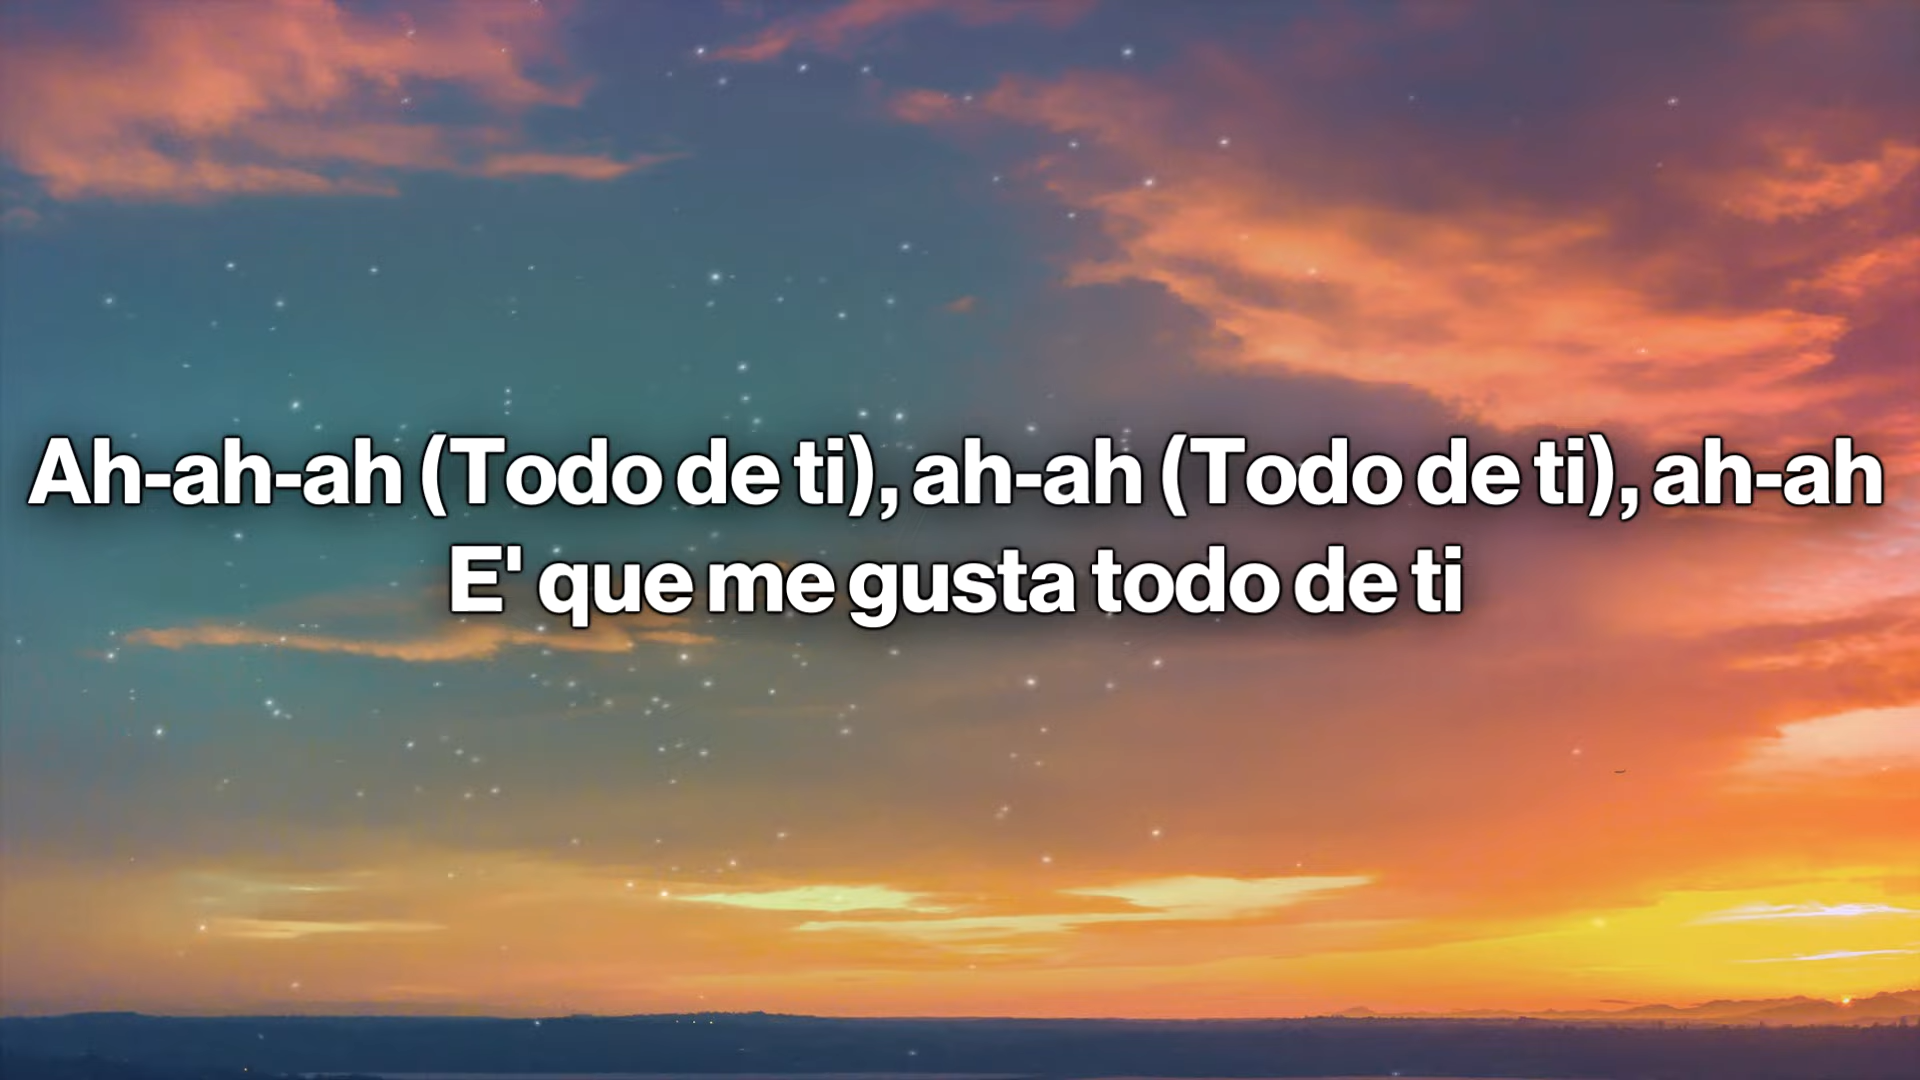 Ah-ah-ah (Todo de ti), ah-ah (Todo de ti), ah-ah
E' que me gusta todo de ti